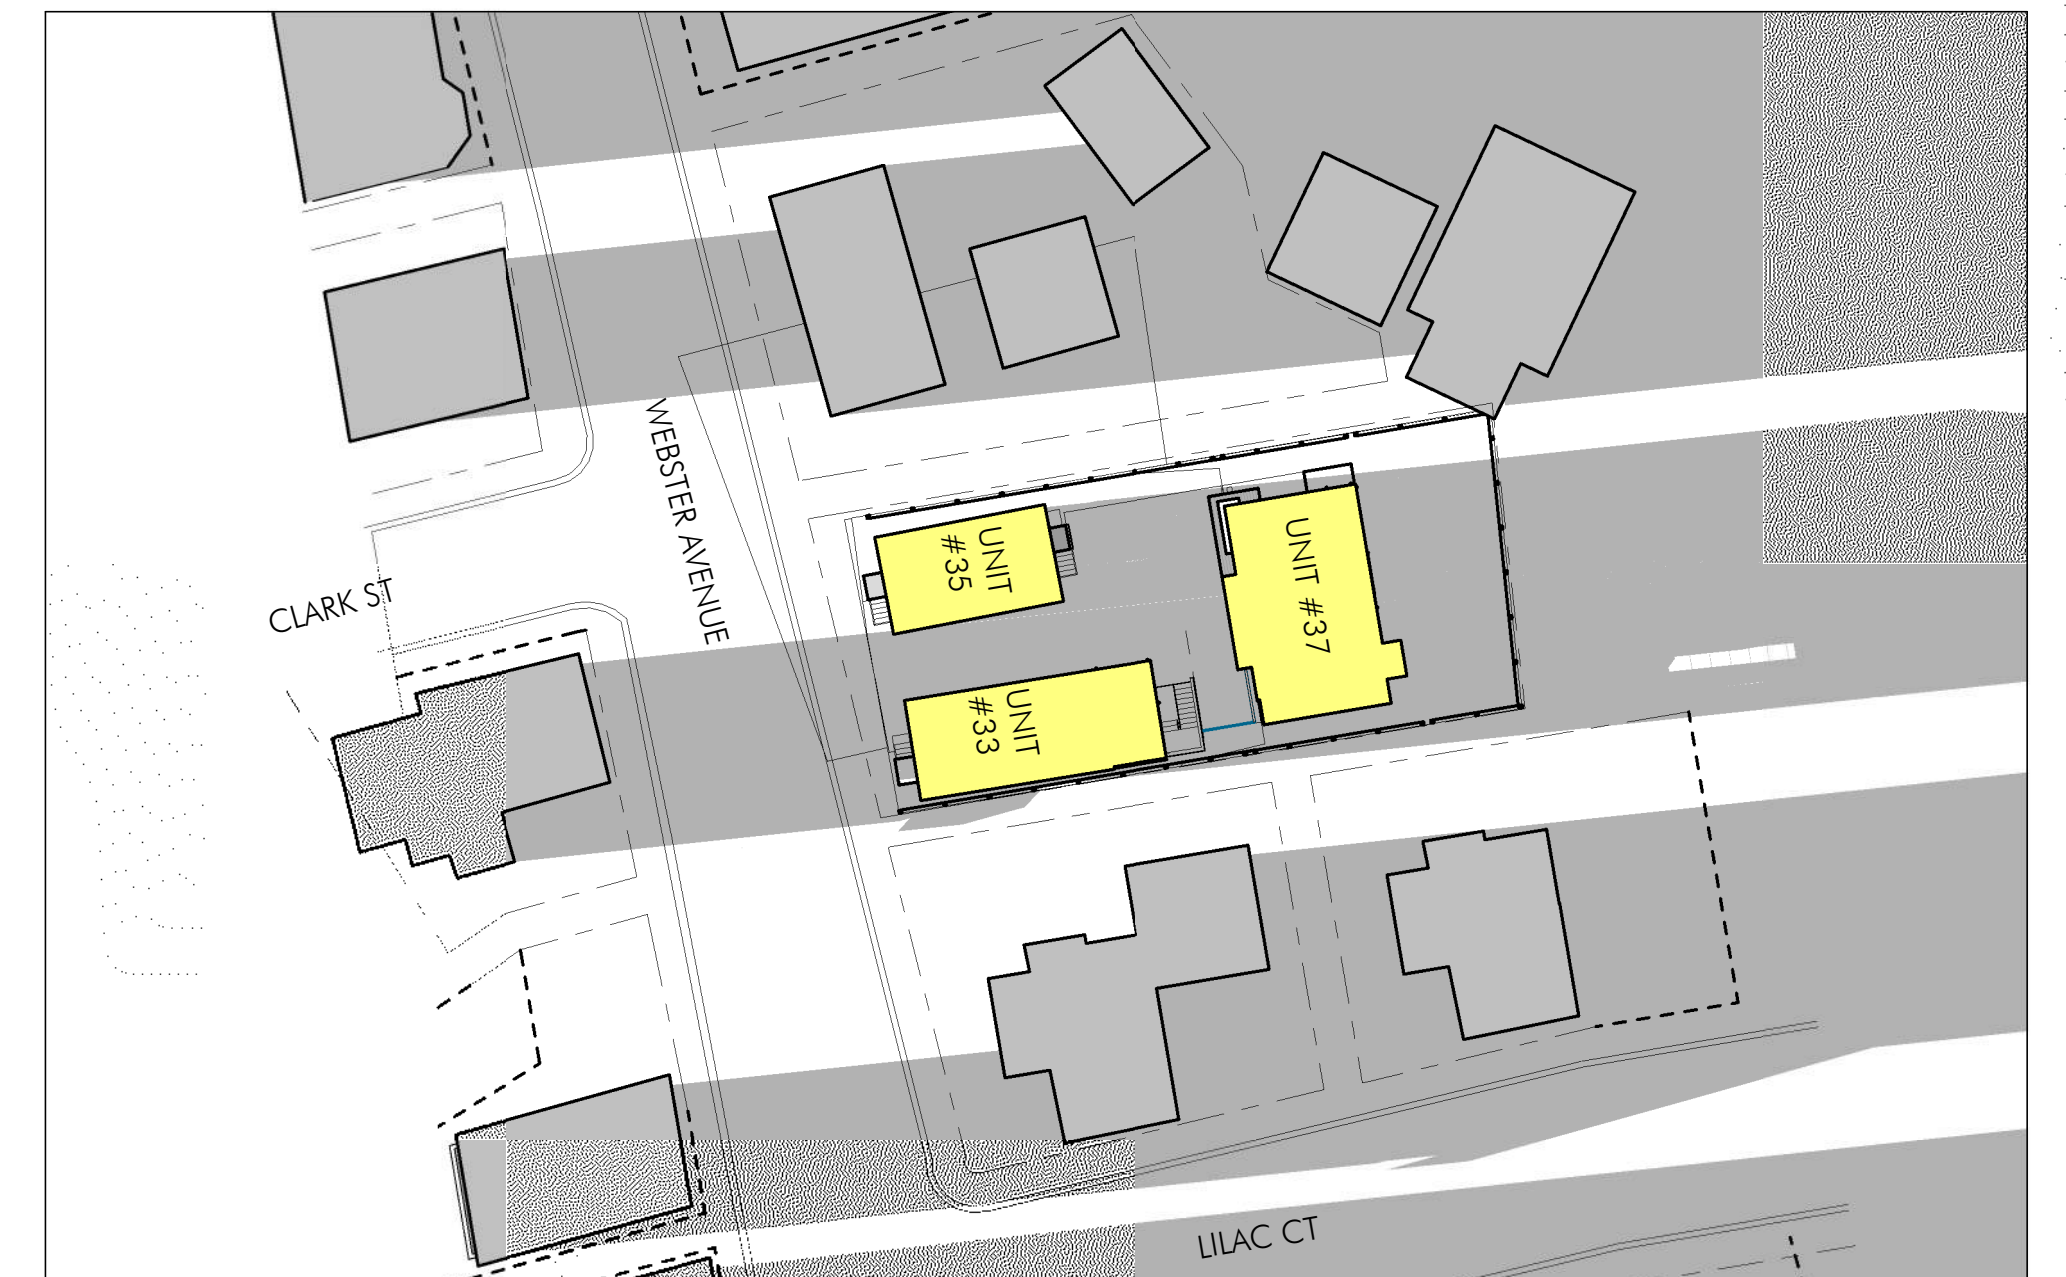 WEBSTER AVENUE
CLARK ST
UNIT
#35
UNIT #37
UNIT
#33
LILAC CT